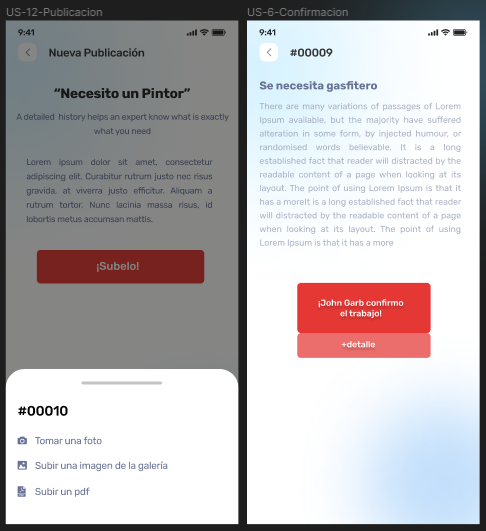 US-12-Publicacion
9:41
Nueva Publicación
“Necesito un Pintor”
A detailed history helps an expert know what is exactly
what you need
Lorem ipsum dolor sit amet, consectetur
adipiscing elit. Curabitur rutrum justo nec risus
gravida, at viverra justo efficitur. Aliquam a
rutrum tortor. Nunc lacinia massa risus, id
lobortis metus accumsan mattis.
¡Subelo!
#00010
Tomar una foto
Subir una imagen de la galería
Subir un pdf
US-6-Confirmacion
9:41
#00009
Se necesita gasfitero
There are many variations of passages of Lorem
Ipsum available, but the majority have suffered
alteration in some form, by injected humour, or
randomised words believable. It is a long
established fact that reader will distracted by the
readable content of a page when looking at its
layout. The point of using Lorem Ipsum is that it
has a moreIt is a long established fact that reader
will distracted by the readable content of a page
when looking at its layout. The point of using
Lorem Ipsum is that it has a more
¡John Garb confirmo
el trabajo!
+detalle